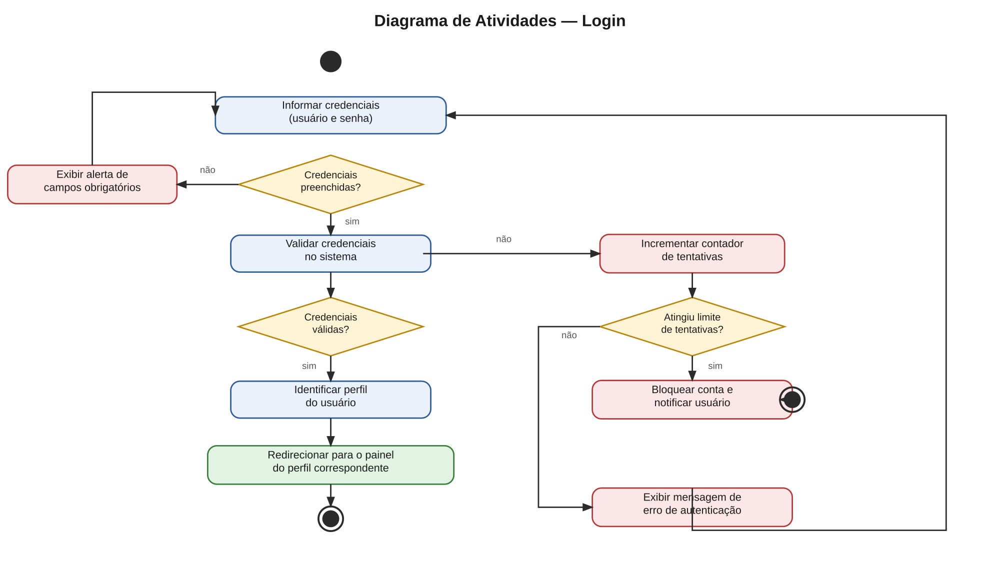 Diagrama de Atividades — Login
Informar credenciais
(usuário e senha)
Credenciais
preenchidas?
não
Exibir alerta de
campos obrigatórios
sim
Validar credenciais
no sistema
não
Incrementar contador
de tentativas
Credenciais
válidas?
Atingiu limite
de tentativas?
não
sim
sim
Identificar perfil
do usuário
Bloquear conta e
notificar usuário
Redirecionar para o painel
do perfil correspondente
Exibir mensagem de
erro de autenticação